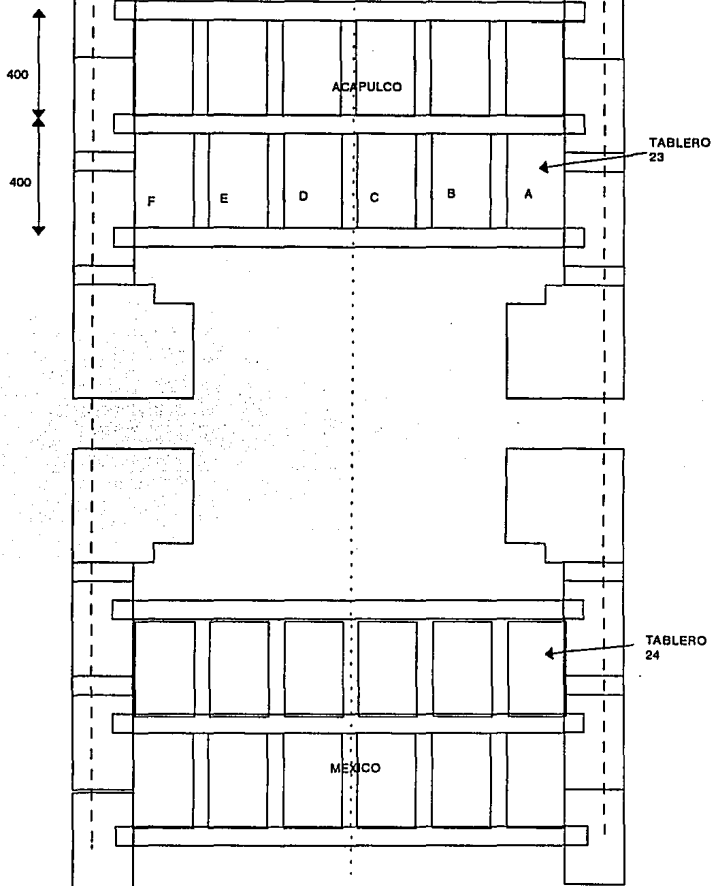 400
ACAPULCO
TABLERO
23
400
F E D C B A
TABLERO
24
MEXICO